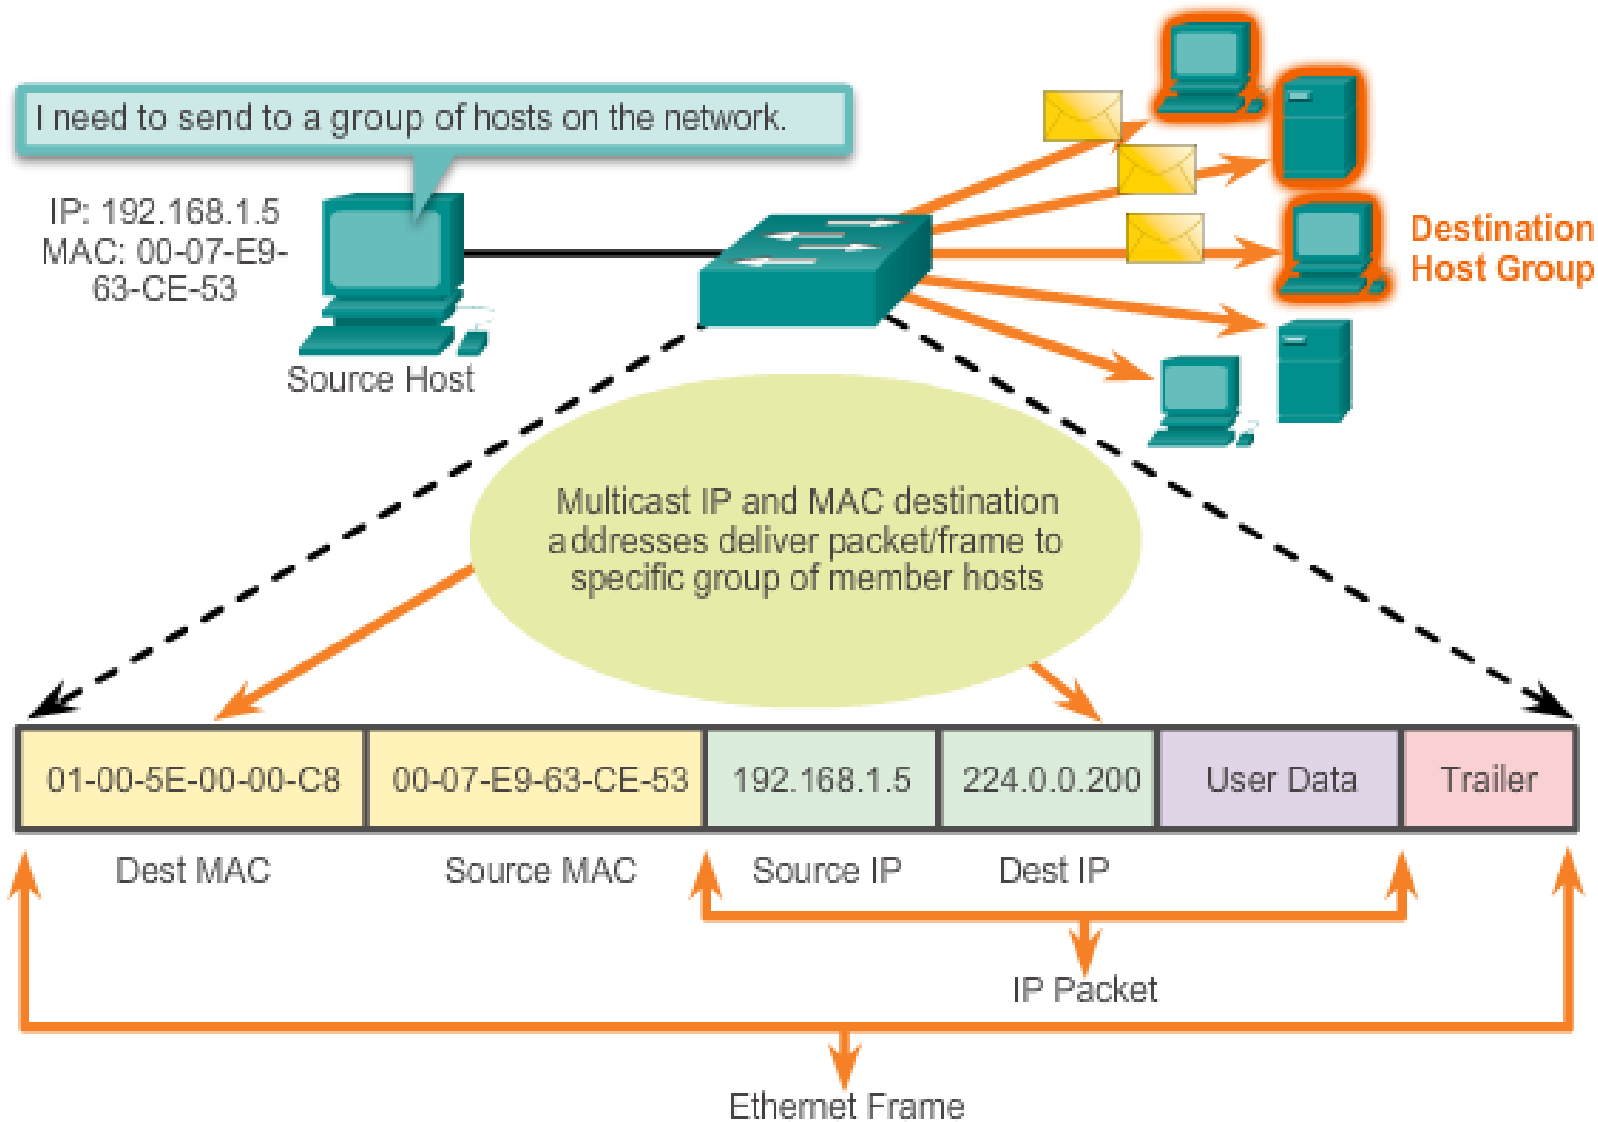 I need to send to a group of hosts on the network.
IP: 192.168.1.5
MAC: 00-07-E9-
63-CE-53
Source Host
Destination
Host Group
Multicast IP and MAC destination
addresses deliver packet/frame to
specific group of member hosts
01-00-5E-00-00-C8 00-07-E9-63-CE-53 192.168.1.5 224.0.0.200 User Data Trailer
Dest MAC Source MAC Source IP Dest IP
IP Packet
Ethernet Frame